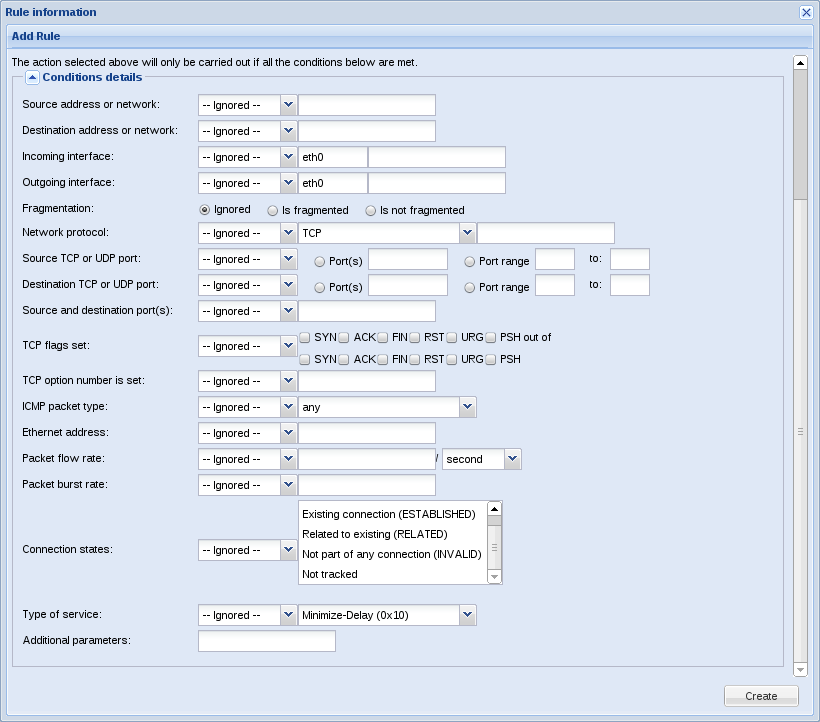 Rule information
Add Rule
The action selected above will only be carried out if all the conditions below are met.
Conditions details
Source address or network: -- Ignored --
Destination address or network: -- Ignored --
Incoming interface: -- Ignored -- eth0
Outgoing interface: -- Ignored -- eth0
Fragmentation: Ignored Is fragmented Is not fragmented
Network protocol: -- Ignored -- TCP
Source TCP or UDP port: -- Ignored -- Port(s) Port range to:
Destination TCP or UDP port: -- Ignored -- Port(s) Port range to:
Source and destination port(s): -- Ignored --
TCP flags set: -- Ignored -- SYN ACK FIN RST URG PSH out of
SYN ACK FIN RST URG PSH
TCP option number is set: -- Ignored --
ICMP packet type: -- Ignored -- any
Ethernet address: -- Ignored --
Packet flow rate: -- Ignored -- / second
Packet burst rate: -- Ignored --
Connection states: -- Ignored --
Existing connection (ESTABLISHED)
Related to existing (RELATED)
Not part of any connection (INVALID)
Not tracked
Type of service: -- Ignored -- Minimize-Delay (0x10)
Additional parameters:
Create